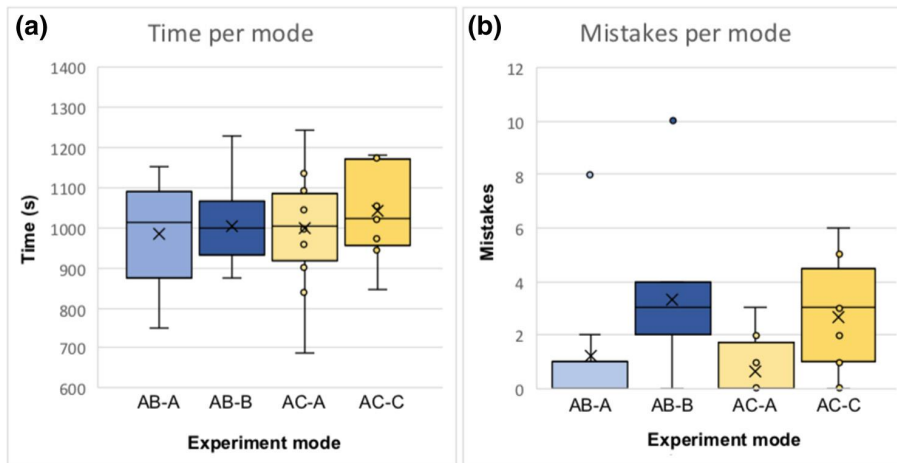 (a)
Time per mode
Time (s)
1400
1300
1200
1100
1000
900
800
700
600
AB-A AB-B AC-A AC-C
Experiment mode
(b)
Mistakes per mode
Mistakes
12
10
8
6
4
2
0
AB-A AB-B AC-A AC-C
Experiment mode